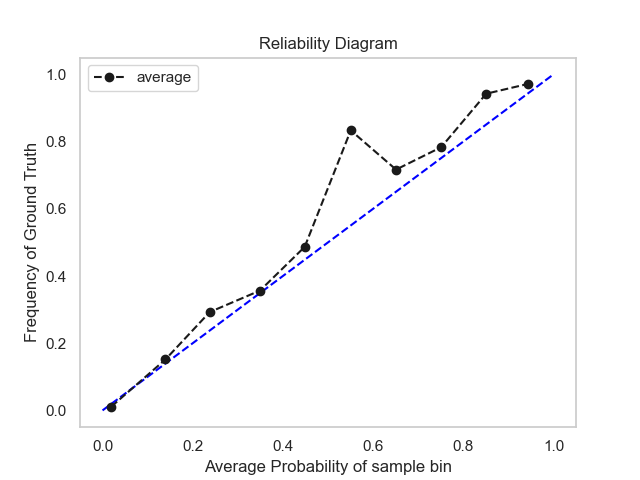 Reliability Diagram
average
Frequency of Ground Truth
1.0
0.8
0.6
0.4
0.2
0.0
0.0 0.2 0.4 0.6 0.8 1.0
Average Probability of sample bin